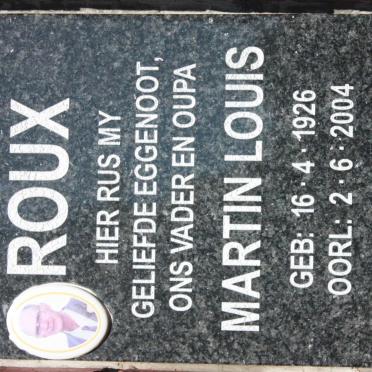 ROUX
HIER RUS MY
GELIEFDE EGGENOOT,
ONS VADER EN OUPA
MARTIN LOUIS
GEB: 16 · 4 · 1926
OORL: 2 · 6 · 2004